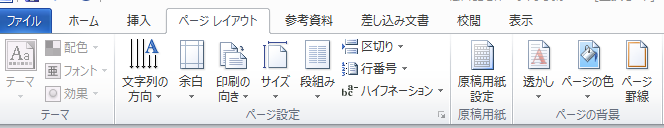 ファイル ホーム 挿入 ページ レイアウト 参考資料 差し込み文書 校閲 表示
Aあ
テーマ
配色
フォント
効果
テーマ
文字列の
方向
余白
印刷の
向き
サイズ
段組み
区切り
行番号
ハイフネーション
ページ設定
原稿用紙
設定
原稿用紙
透かし
ページの色
ページ
罫線
ページの背景